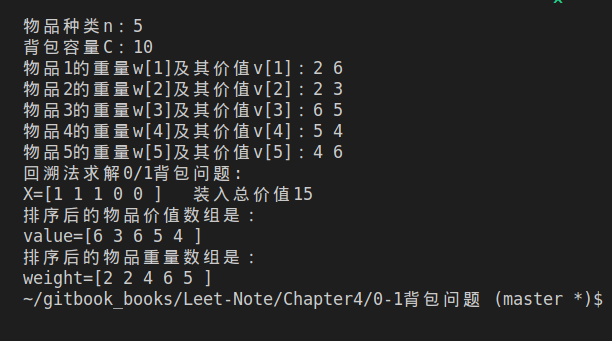 物品种类n：5
背包容量C：10
物品1的重量w[1]及其价值v[1]：2 6
物品2的重量w[2]及其价值v[2]：2 3
物品3的重量w[3]及其价值v[3]：6 5
物品4的重量w[4]及其价值v[4]：5 4
物品5的重量w[5]及其价值v[5]：4 6
回溯法求解0/1背包问题：
X=[1 1 1 0 0 ]   装入总价值15
排序后的物品价值数组是：
value=[6 3 6 5 4 ]
排序后的物品重量数组是：
weight=[2 2 4 6 5 ]
~/gitbook_books/Leet-Note/Chapter4/0-1背包问题 (master *)$